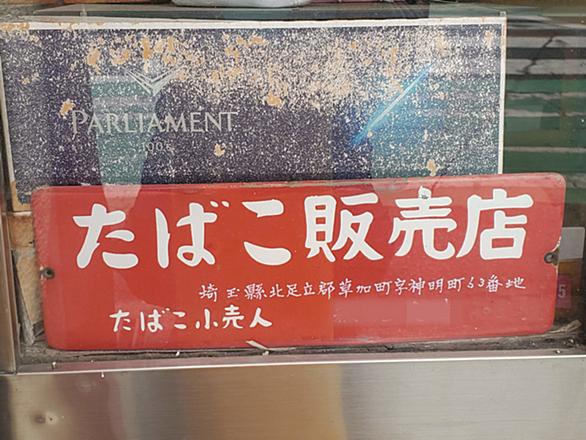 PARLIAMENT
100's
たばこ販売店
埼玉縣北足立郡草加町字神明町63番地
たばこ小売人